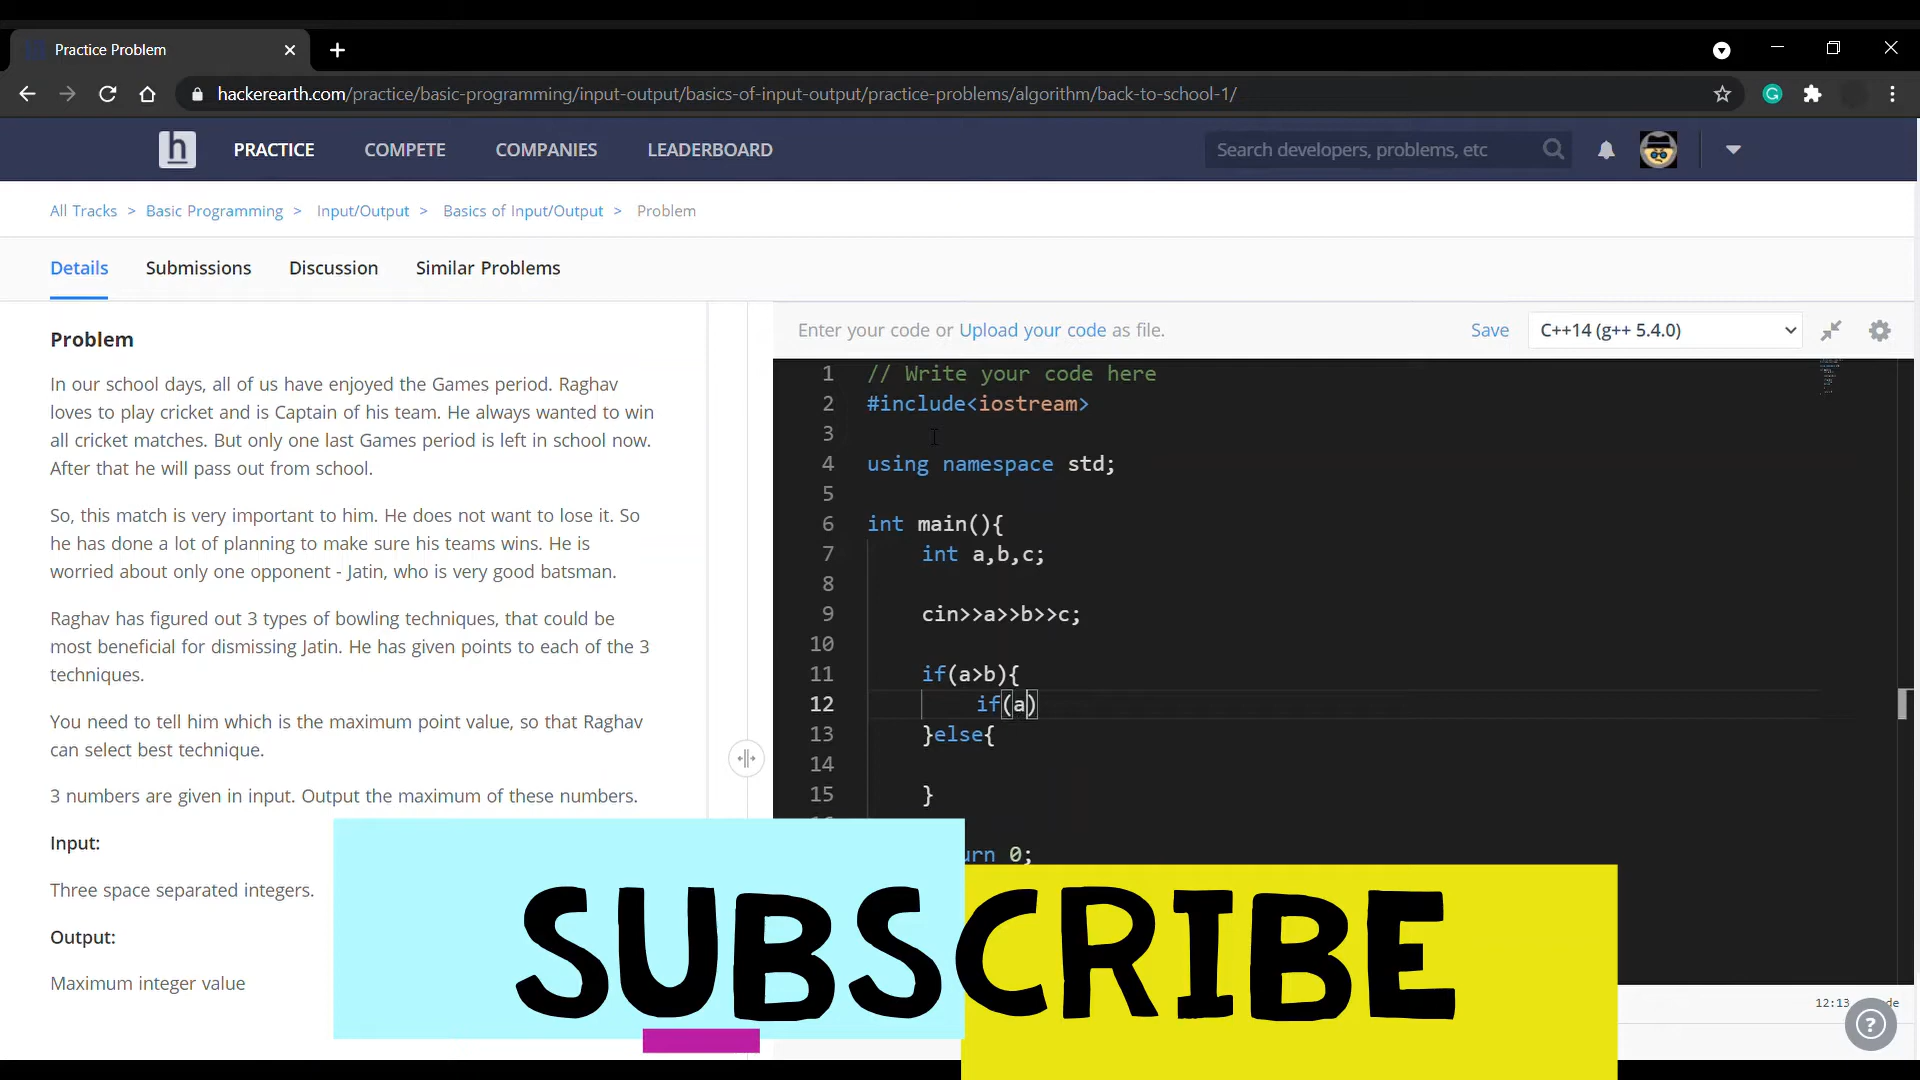 Practice Problem
hackerearth.com/practice/basic-programming/input-output/basics-of-input-output/practice-problems/algorithm/back-to-school-1/
h PRACTICE COMPETE COMPANIES LEADERBOARD Search developers, problems, etc
All Tracks > Basic Programming > Input/Output > Basics of Input/Output > Problem
Details Submissions Discussion Similar Problems
Problem
In our school days, all of us have enjoyed the Games period. Raghav
loves to play cricket and is Captain of his team. He always wanted to win
all cricket matches. But only one last Games period is left in school now.
After that he will pass out from school.
So, this match is very important to him. He does not want to lose it. So
he has done a lot of planning to make sure his teams wins. He is
worried about only one opponent - Jatin, who is very good batsman.
Raghav has figured out 3 types of bowling techniques, that could be
most beneficial for dismissing Jatin. He has given points to each of the 3
techniques.
You need to tell him which is the maximum point value, so that Raghav
can select best technique.
3 numbers are given in input. Output the maximum of these numbers.
Input:
Three space separated integers.
Output:
Maximum integer value
Enter your code or Upload your code as file. Save C++14 (g++ 5.4.0)
1 // Write your code here
2 #include<iostream>
3
4 using namespace std;
5
6 int main(){
7 int a,b,c;
8
9 cin>>a>>b>>c;
10
11 if(a>b){
12 if(a)
13 }else{
14
15 }
urn 0;
12:13
?
SUBSCRIBE